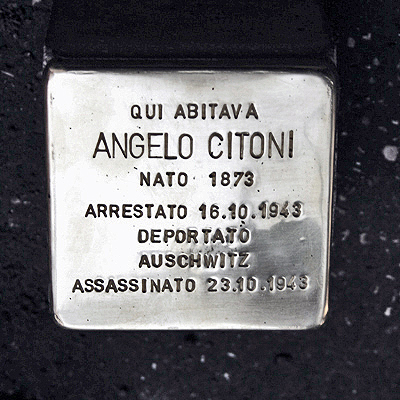 QUI ABITAVA
ANGELO CITONI
NATO 1873
ARRESTATO 16.10.1943
DEPORTATO
AUSCHWITZ
ASSASSINATO 23.10.1943